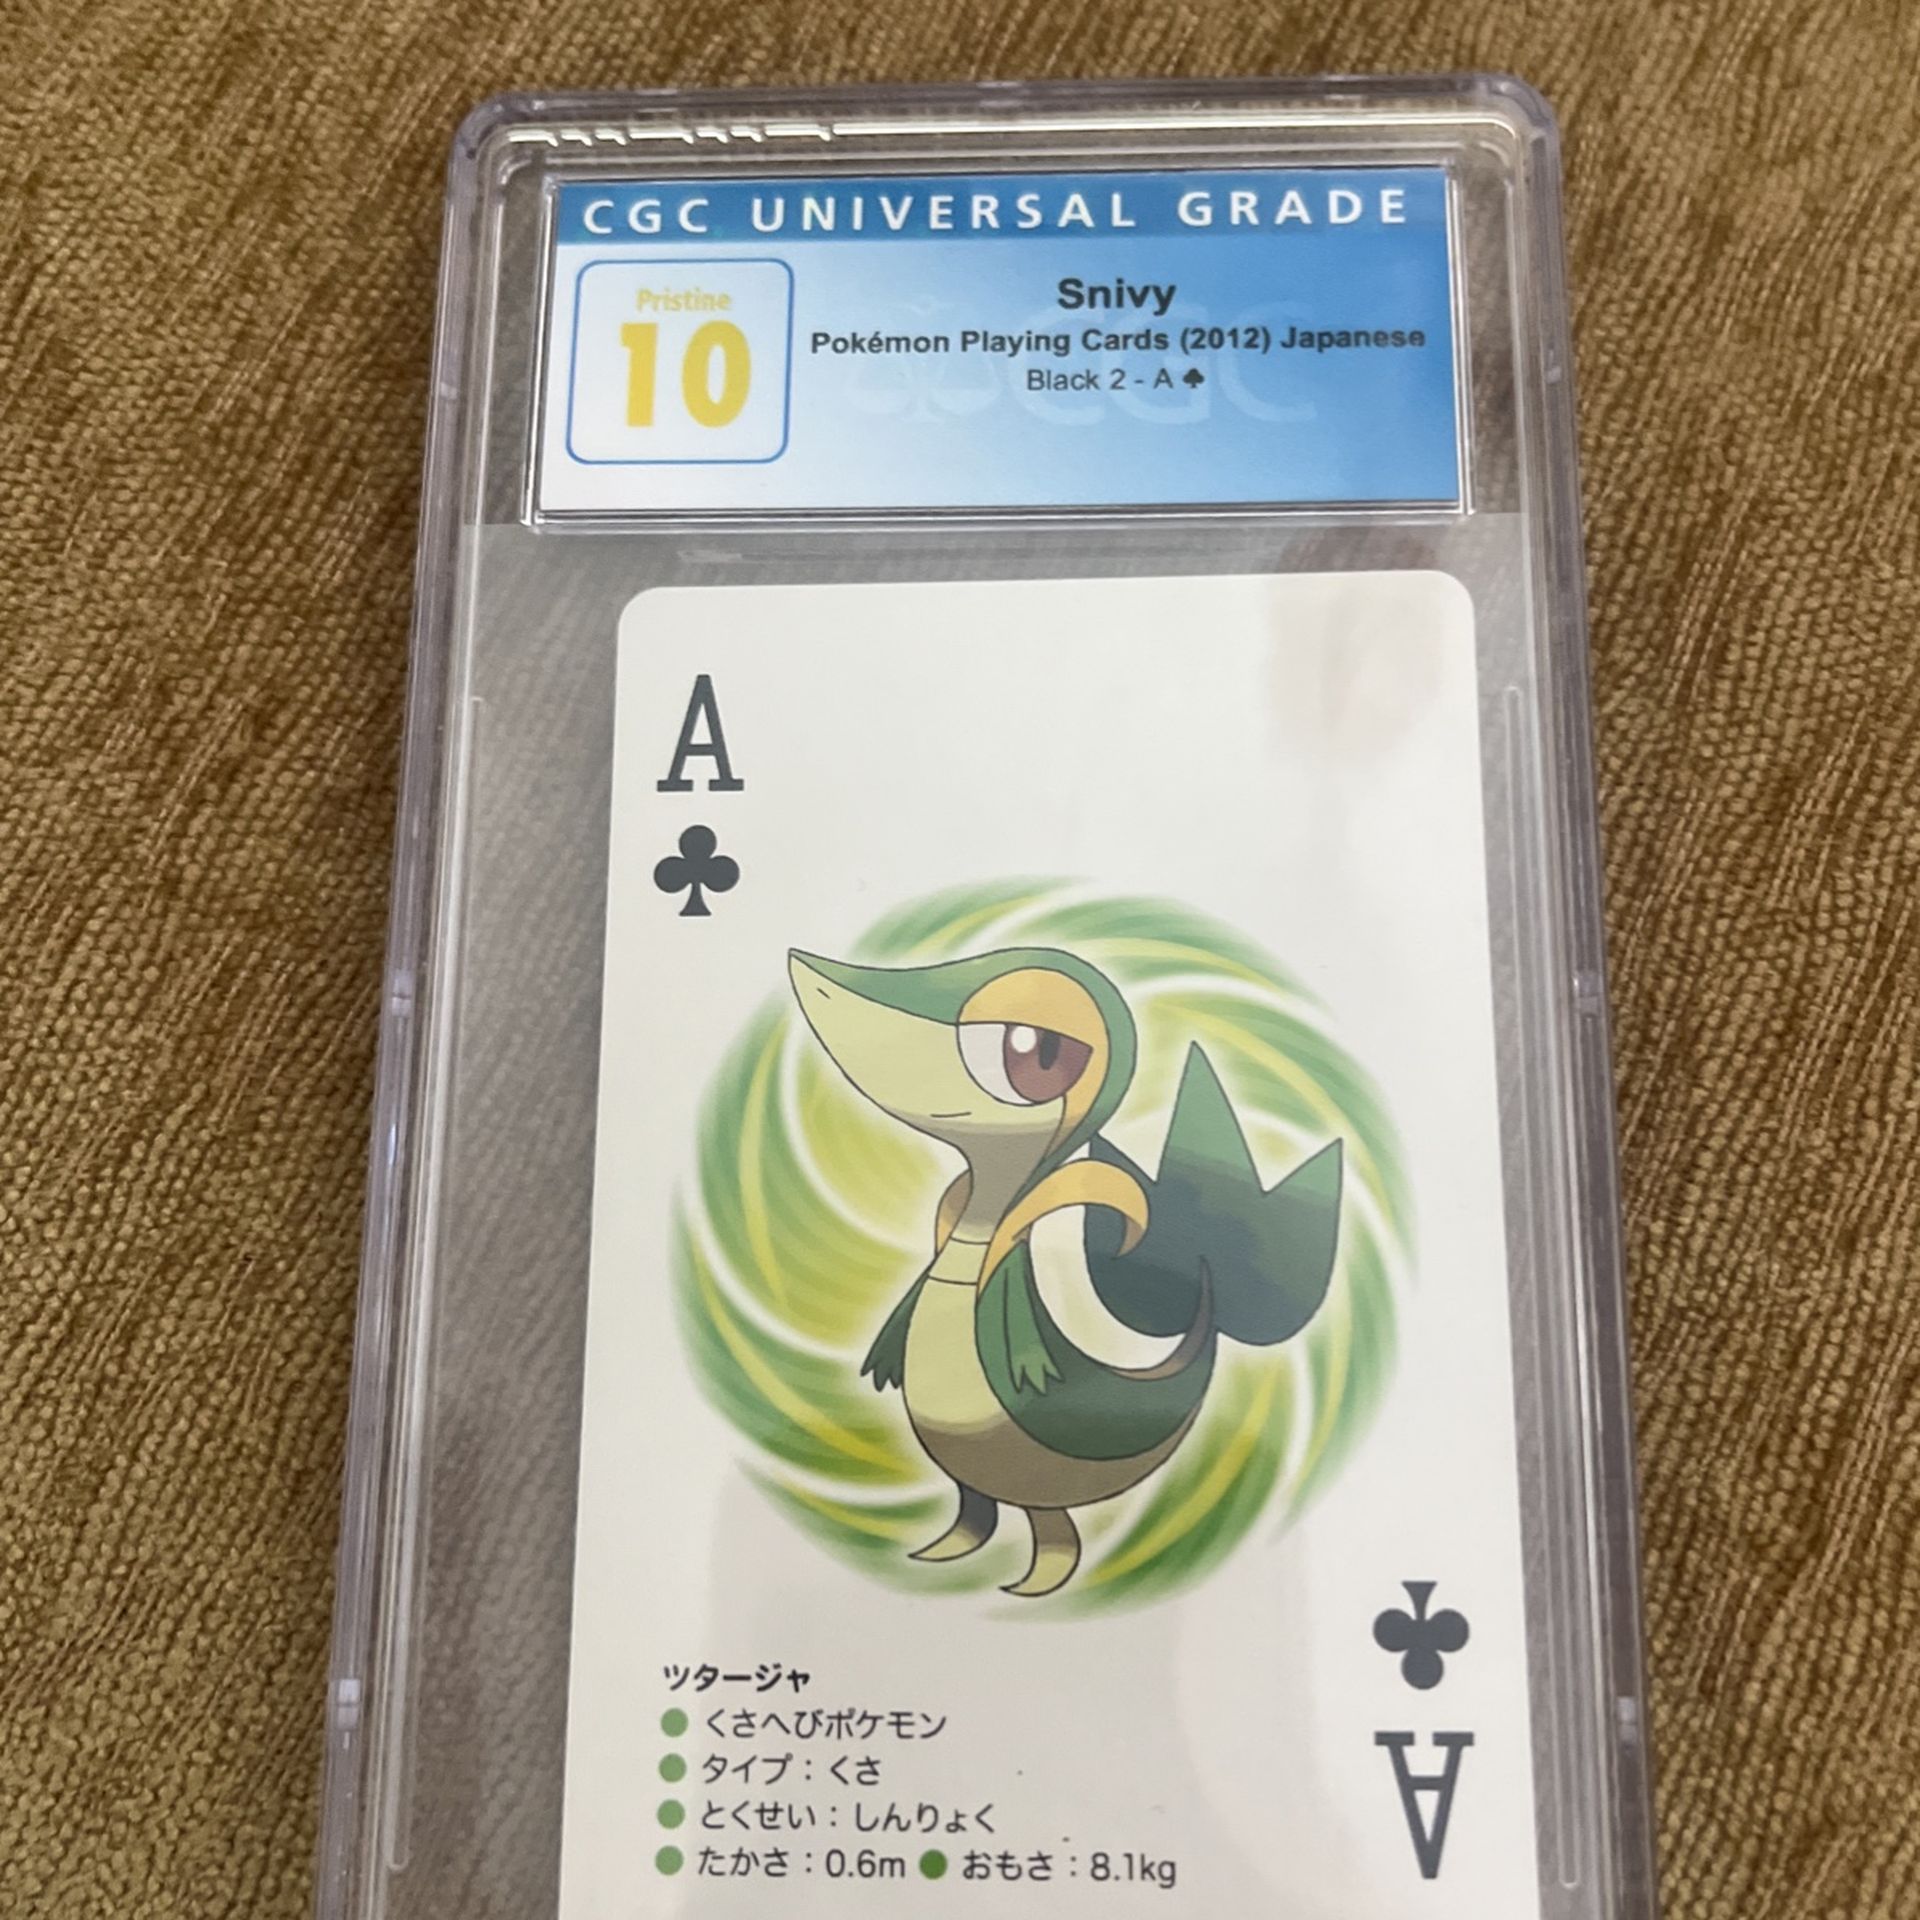 CGC UNIVERSAL GRADE
Pristine
10
Snivy
Pokémon Playing Cards (2012) Japanese
Black 2 - A ♣
CGC
A
♣
ツタージャ
くさへびポケモン
タイプ：くさ
とくせい：しんりょく
たかさ：0.6m ● おもさ：8.1kg
♣
A